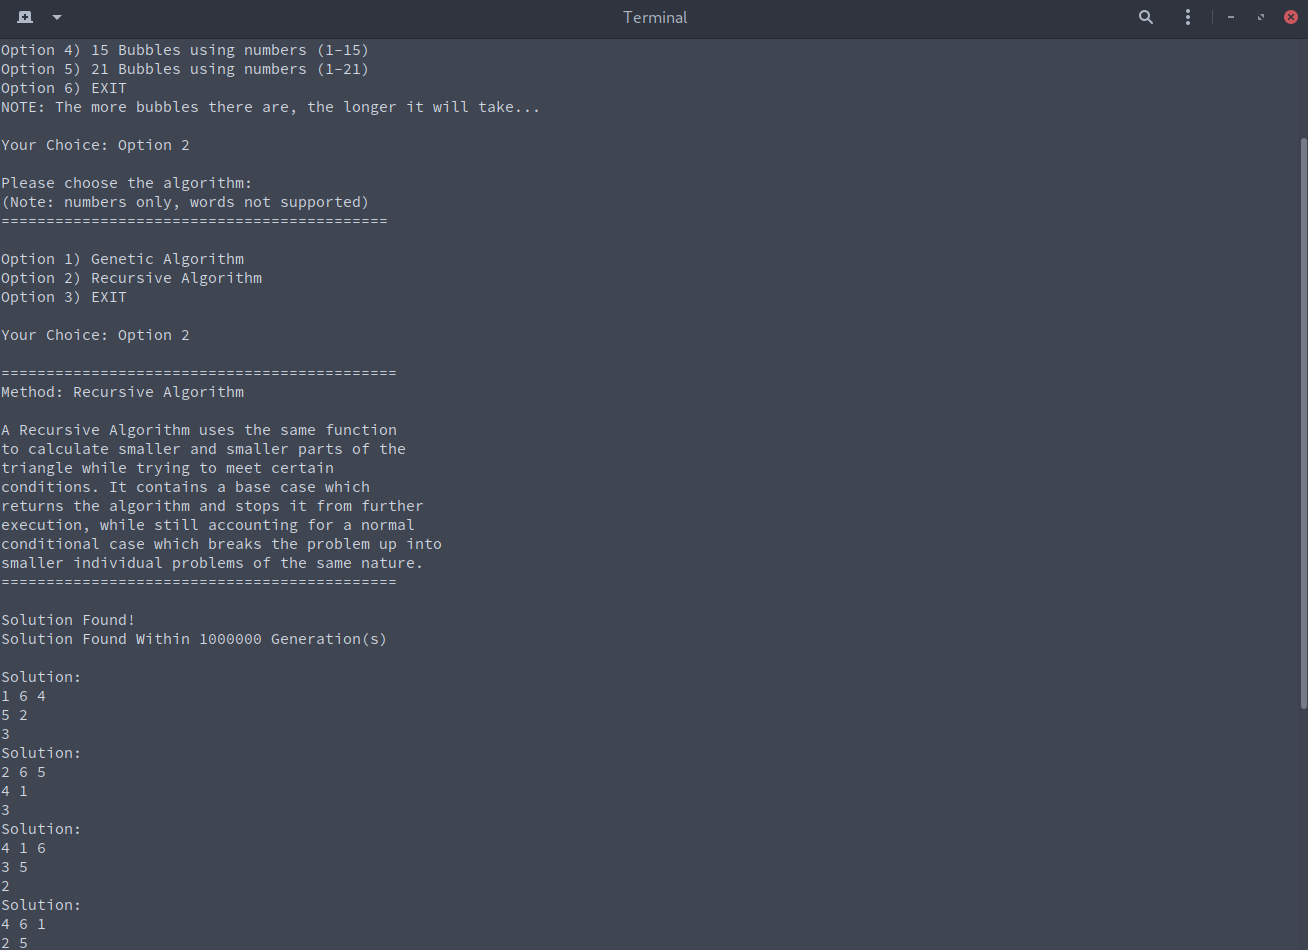 Terminal
Option 4) 15 Bubbles using numbers (1-15)
Option 5) 21 Bubbles using numbers (1-21)
Option 6) EXIT
NOTE: The more bubbles there are, the longer it will take...
Your Choice: Option 2
Please choose the algorithm:
(Note: numbers only, words not supported)
===========================================
Option 1) Genetic Algorithm
Option 2) Recursive Algorithm
Option 3) EXIT
Your Choice: Option 2
============================================
Method: Recursive Algorithm
A Recursive Algorithm uses the same function
to calculate smaller and smaller parts of the
triangle while trying to meet certain
conditions. It contains a base case which
returns the algorithm and stops it from further
execution, while still accounting for a normal
conditional case which breaks the problem up into
smaller individual problems of the same nature.
============================================
Solution Found!
Solution Found Within 1000000 Generation(s)
Solution:
1 6 4
5 2
3
Solution:
2 6 5
4 1
3
Solution:
4 1 6
3 5
2
Solution:
4 6 1
2 5